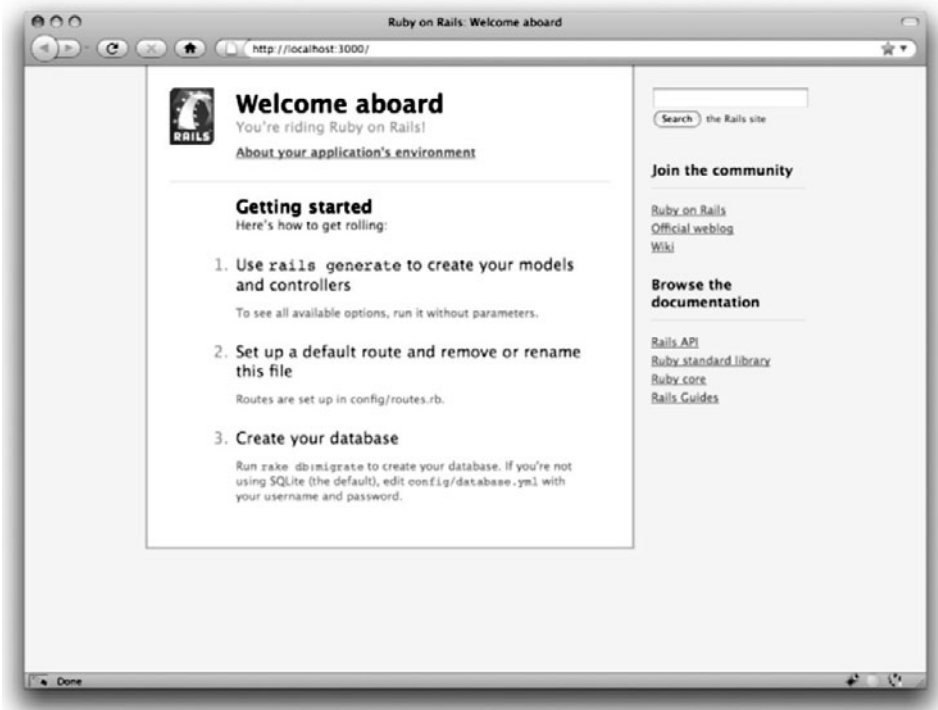 Ruby on Rails: Welcome aboard
http://localhost:3000/
RAILS
Welcome aboard
You're riding Ruby on Rails!
About your application's environment
Getting started
Here's how to get rolling:
1. Use rails generate to create your models
and controllers
To see all available options, run it without parameters.
2. Set up a default route and remove or rename
this file
Routes are set up in config/routes.rb.
3. Create your database
Run rake db:migrate to create your database. If you're not
using SQLite (the default), edit config/database.yml with
your username and password.
Search the Rails site
Join the community
Ruby on Rails
Official weblog
Wiki
Browse the
documentation
Rails API
Ruby standard library
Ruby core
Rails Guides
Done